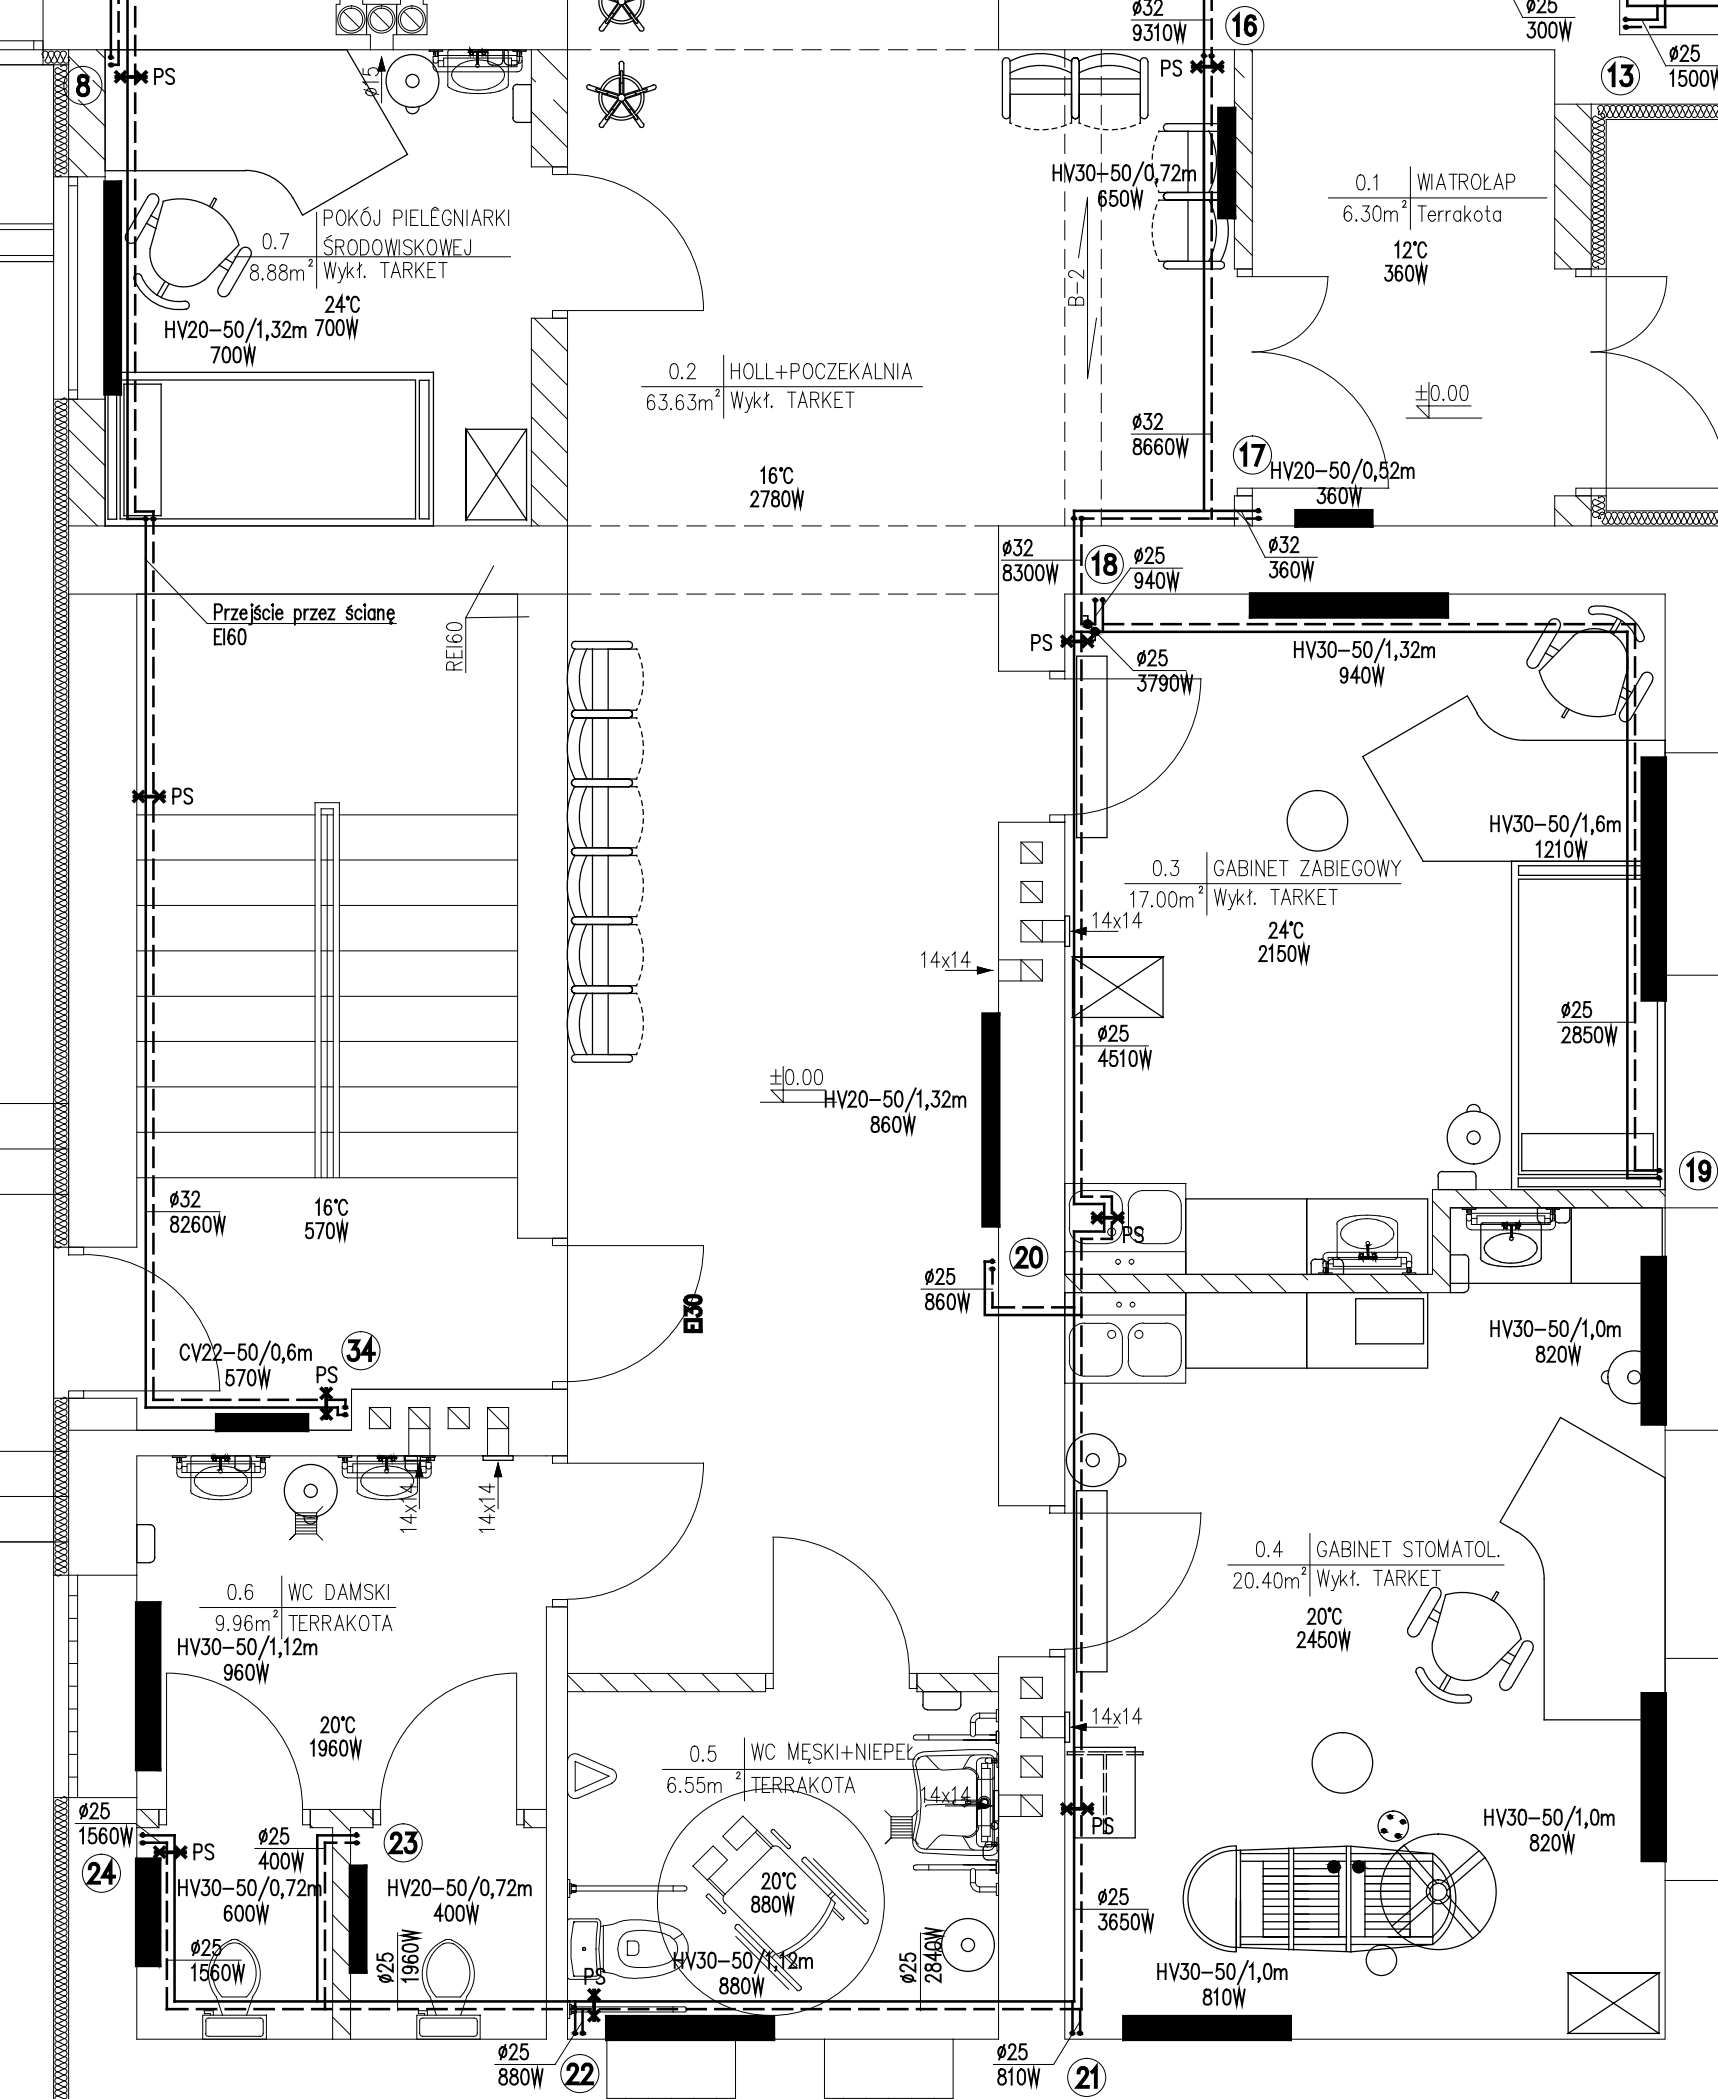 ø32
9310W
16
ø25
300W
ø25
1500W
13
8
PS
ø15
PS
HV30-50/0,72m
650W
0.1
WIATROŁAP
6.30m²
Terrakota
12°C
360W
0.7
POKÓJ PIELĘGNIARKI
ŚRODOWISKOWEJ
8.88m²
Wykł. TARKET
24°C
700W
HV20-50/1,32m
700W
B-2
0.2
HOLL+POCZEKALNIA
63.63m²
Wykł. TARKET
16°C
2780W
±0.00
ø32
8660W
17
HV20-50/0,52m
360W
ø32
360W
ø32
8300W
18
ø25
940W
Przejście przez ścianę
EI60
REI60
PS
ø25
3790W
HV30-50/1,32m
940W
PS
HV30-50/1,6m
1210W
0.3
GABINET ZABIEGOWY
17.00m²
Wykł. TARKET
24°C
2150W
14x14
14x14
ø25
4510W
ø25
2850W
±0.00
HV20-50/1,32m
860W
19
ø32
8260W
16°C
570W
PS
20
ø25
860W
EI30
HV30-50/1,0m
820W
CV22-50/0,6m
570W
34
PS
14x14
14x14
0.4
GABINET STOMATOL.
20.40m²
Wykł. TARKET
20°C
2450W
0.6
WC DAMSKI
9.96m²
TERRAKOTA
HV30-50/1,12m
960W
20°C
1960W
0.5
WC MĘSKI+NIEPEŁ
6.55m²
TERRAKOTA
14x14
14x14
PS
HV30-50/1,0m
820W
ø25
1560W
PS
24
ø25
400W
23
HV30-50/0,72m
600W
HV20-50/0,72m
400W
20°C
880W
ø25
3650W
ø25
1560W
ø25
1960W
HV30-50/1,12m
880W
PS
ø25
2840W
HV30-50/1,0m
810W
ø25
880W
22
ø25
810W
21